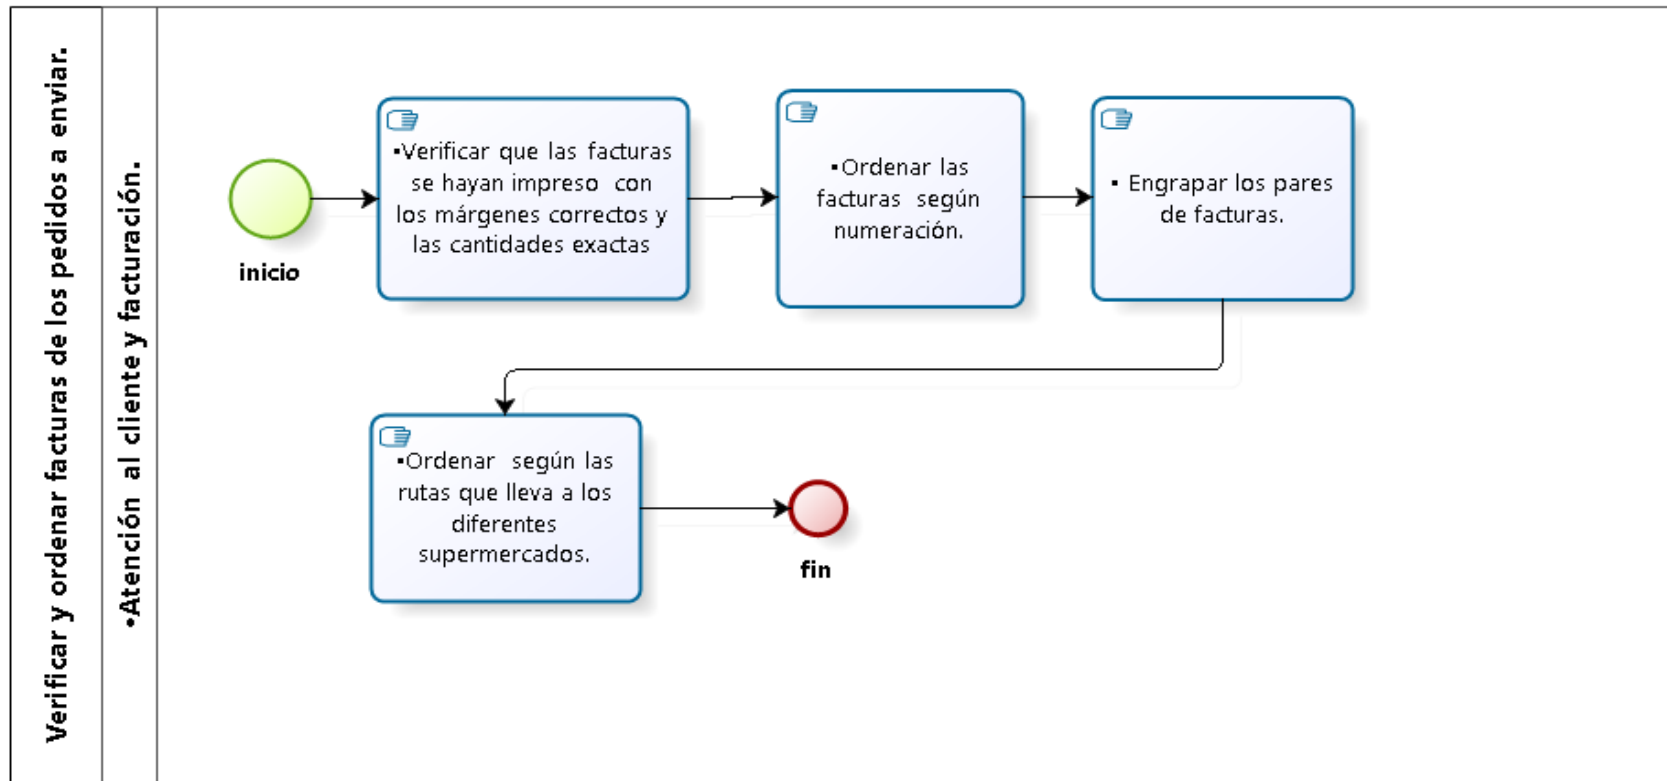 Verificar y ordenar facturas de los pedidos a enviar.
•Atención al cliente y facturación.
inicio
▪Verificar que las facturas
se hayan impreso con
los márgenes correctos y
las cantidades exactas
▪Ordenar las
facturas según
numeración.
▪ Engrapar los pares
de facturas.
▪Ordenar según las
rutas que lleva a los
diferentes
supermercados.
fin